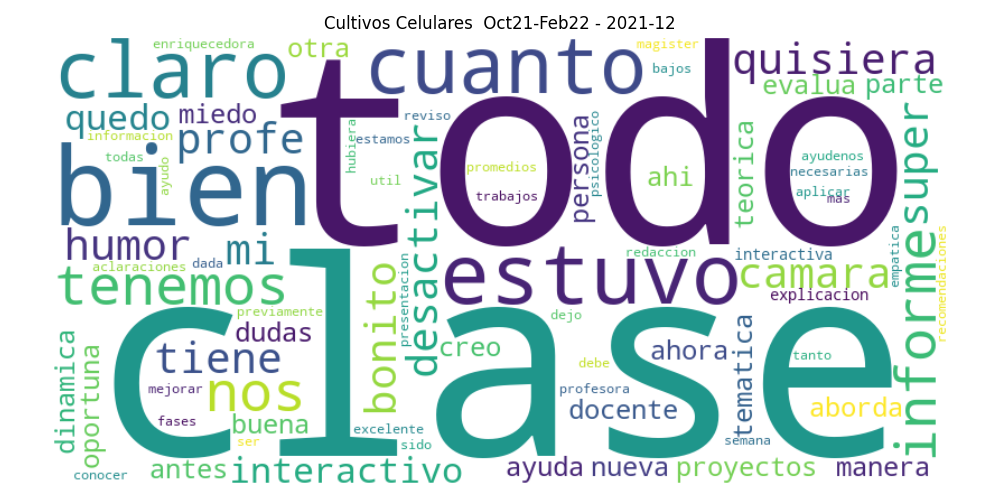 Cultivos Celulares  Oct21-Feb22 - 2021-12
enriquecedora
otra
magister
claro
cuanto
bajos
quisiera
evalua
parte
quedo
miedo
profe
informacion
todas
ayudo
hubiera
estamos
reviso
util
todo
promedios
trabajos
persona
psicologico
ahi
teorica
ayudenos
necesarias
aplicar
mas
super
bien
humor
mi
aclaraciones
dada
tenemos
desactivar
estuvo
redaccion
interactiva
camara
explicacion
empatica
recomendaciones
informe
previamente
dudas
bonito
presentacion
clase
creo
dejo
debe
ahora
tematica
tanto
dinamica
oportuna
tiene
mejorar
nos
fases
buena
ser
excelente
sido
profesora
docente
semana
aborda
conocer
antes
interactivo
ayuda
nueva
proyectos
manera